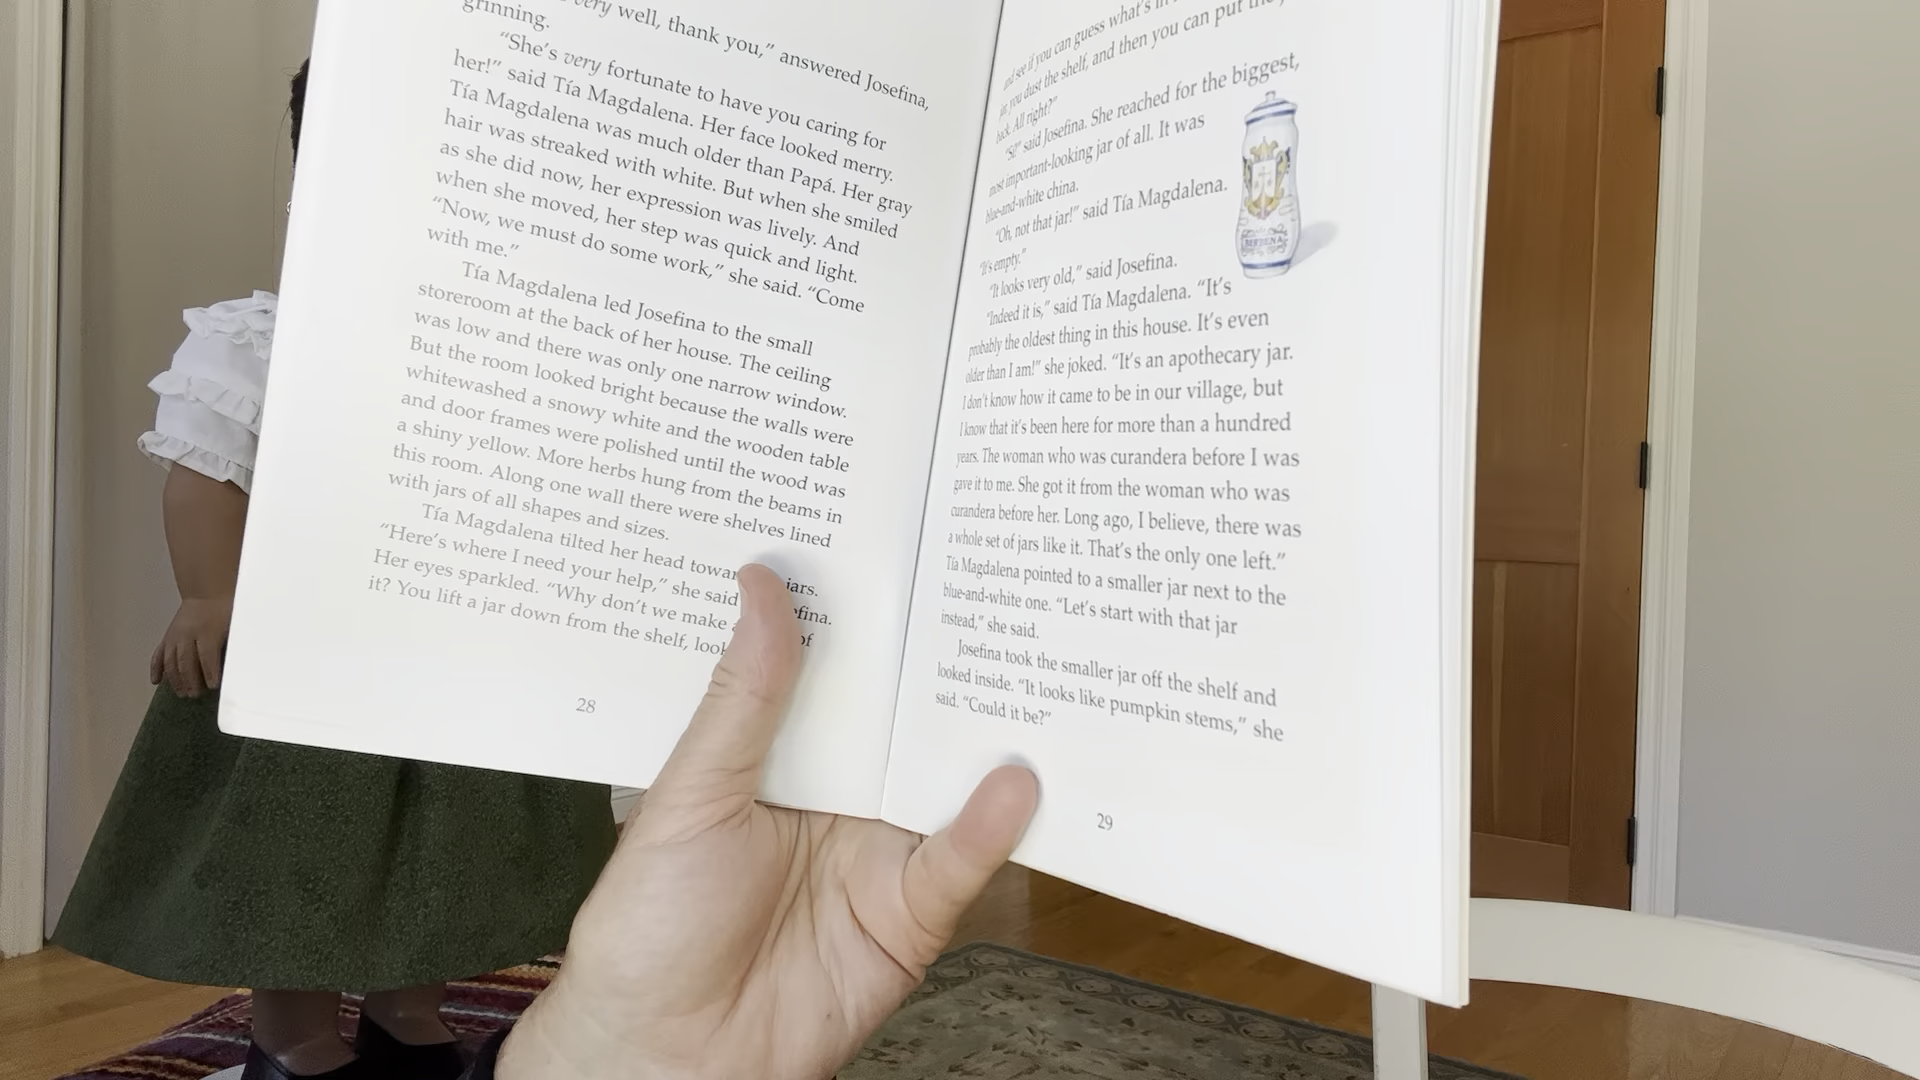 very well, thank you,” answered Josefina,
grinning.
“She’s very fortunate to have you caring for
her!” said Tía Magdalena. Her face looked merry.
Tía Magdalena was much older than Papá. Her gray
hair was streaked with white. But when she smiled
as she did now, her expression was lively. And
when she moved, her step was quick and light.
“Now, we must do some work,” she said. “Come
with me.”
Tía Magdalena led Josefina to the small
storeroom at the back of her house. The ceiling
was low and there was only one narrow window.
But the room looked bright because the walls were
whitewashed a snowy white and the wooden table
and door frames were polished until the wood was
a shiny yellow. More herbs hung from the beams in
this room. Along one wall there were shelves lined
with jars of all shapes and sizes.
Tía Magdalena tilted her head jars.
“Here’s where I need your help,” she said
Her eyes sparkled. “Why don’t we make of
it? You lift a jar down from the shelf,
28
and see if you can guess what’s in
jar, you dust the shelf, and then you can put the
back. All right?”
“Sí!” said Josefina. She reached for the biggest,
most important-looking jar of all. It was
blue-and-white china.
“Oh, not that jar!” said Tía Magdalena.
“It’s empty.”
“It looks very old,” said Josefina.
“Indeed it is,” said Tía Magdalena. “It’s
probably the oldest thing in this house. It’s even
older than I am!” she joked. “It’s an apothecary jar.
I don’t know how it came to be in our village, but
I know that it’s been here for more than a hundred
years. The woman who was curandera before I was
gave it to me. She got it from the woman who was
curandera before her. Long ago, I believe, there was
a whole set of jars like it. That’s the only one left.”
Tía Magdalena pointed to a smaller jar next to the
blue-and-white one. “Let’s start with that jar
instead,” she said.
Josefina took the smaller jar off the shelf and
looked inside. “It looks like pumpkin stems,” she
said. “Could it be?”
29